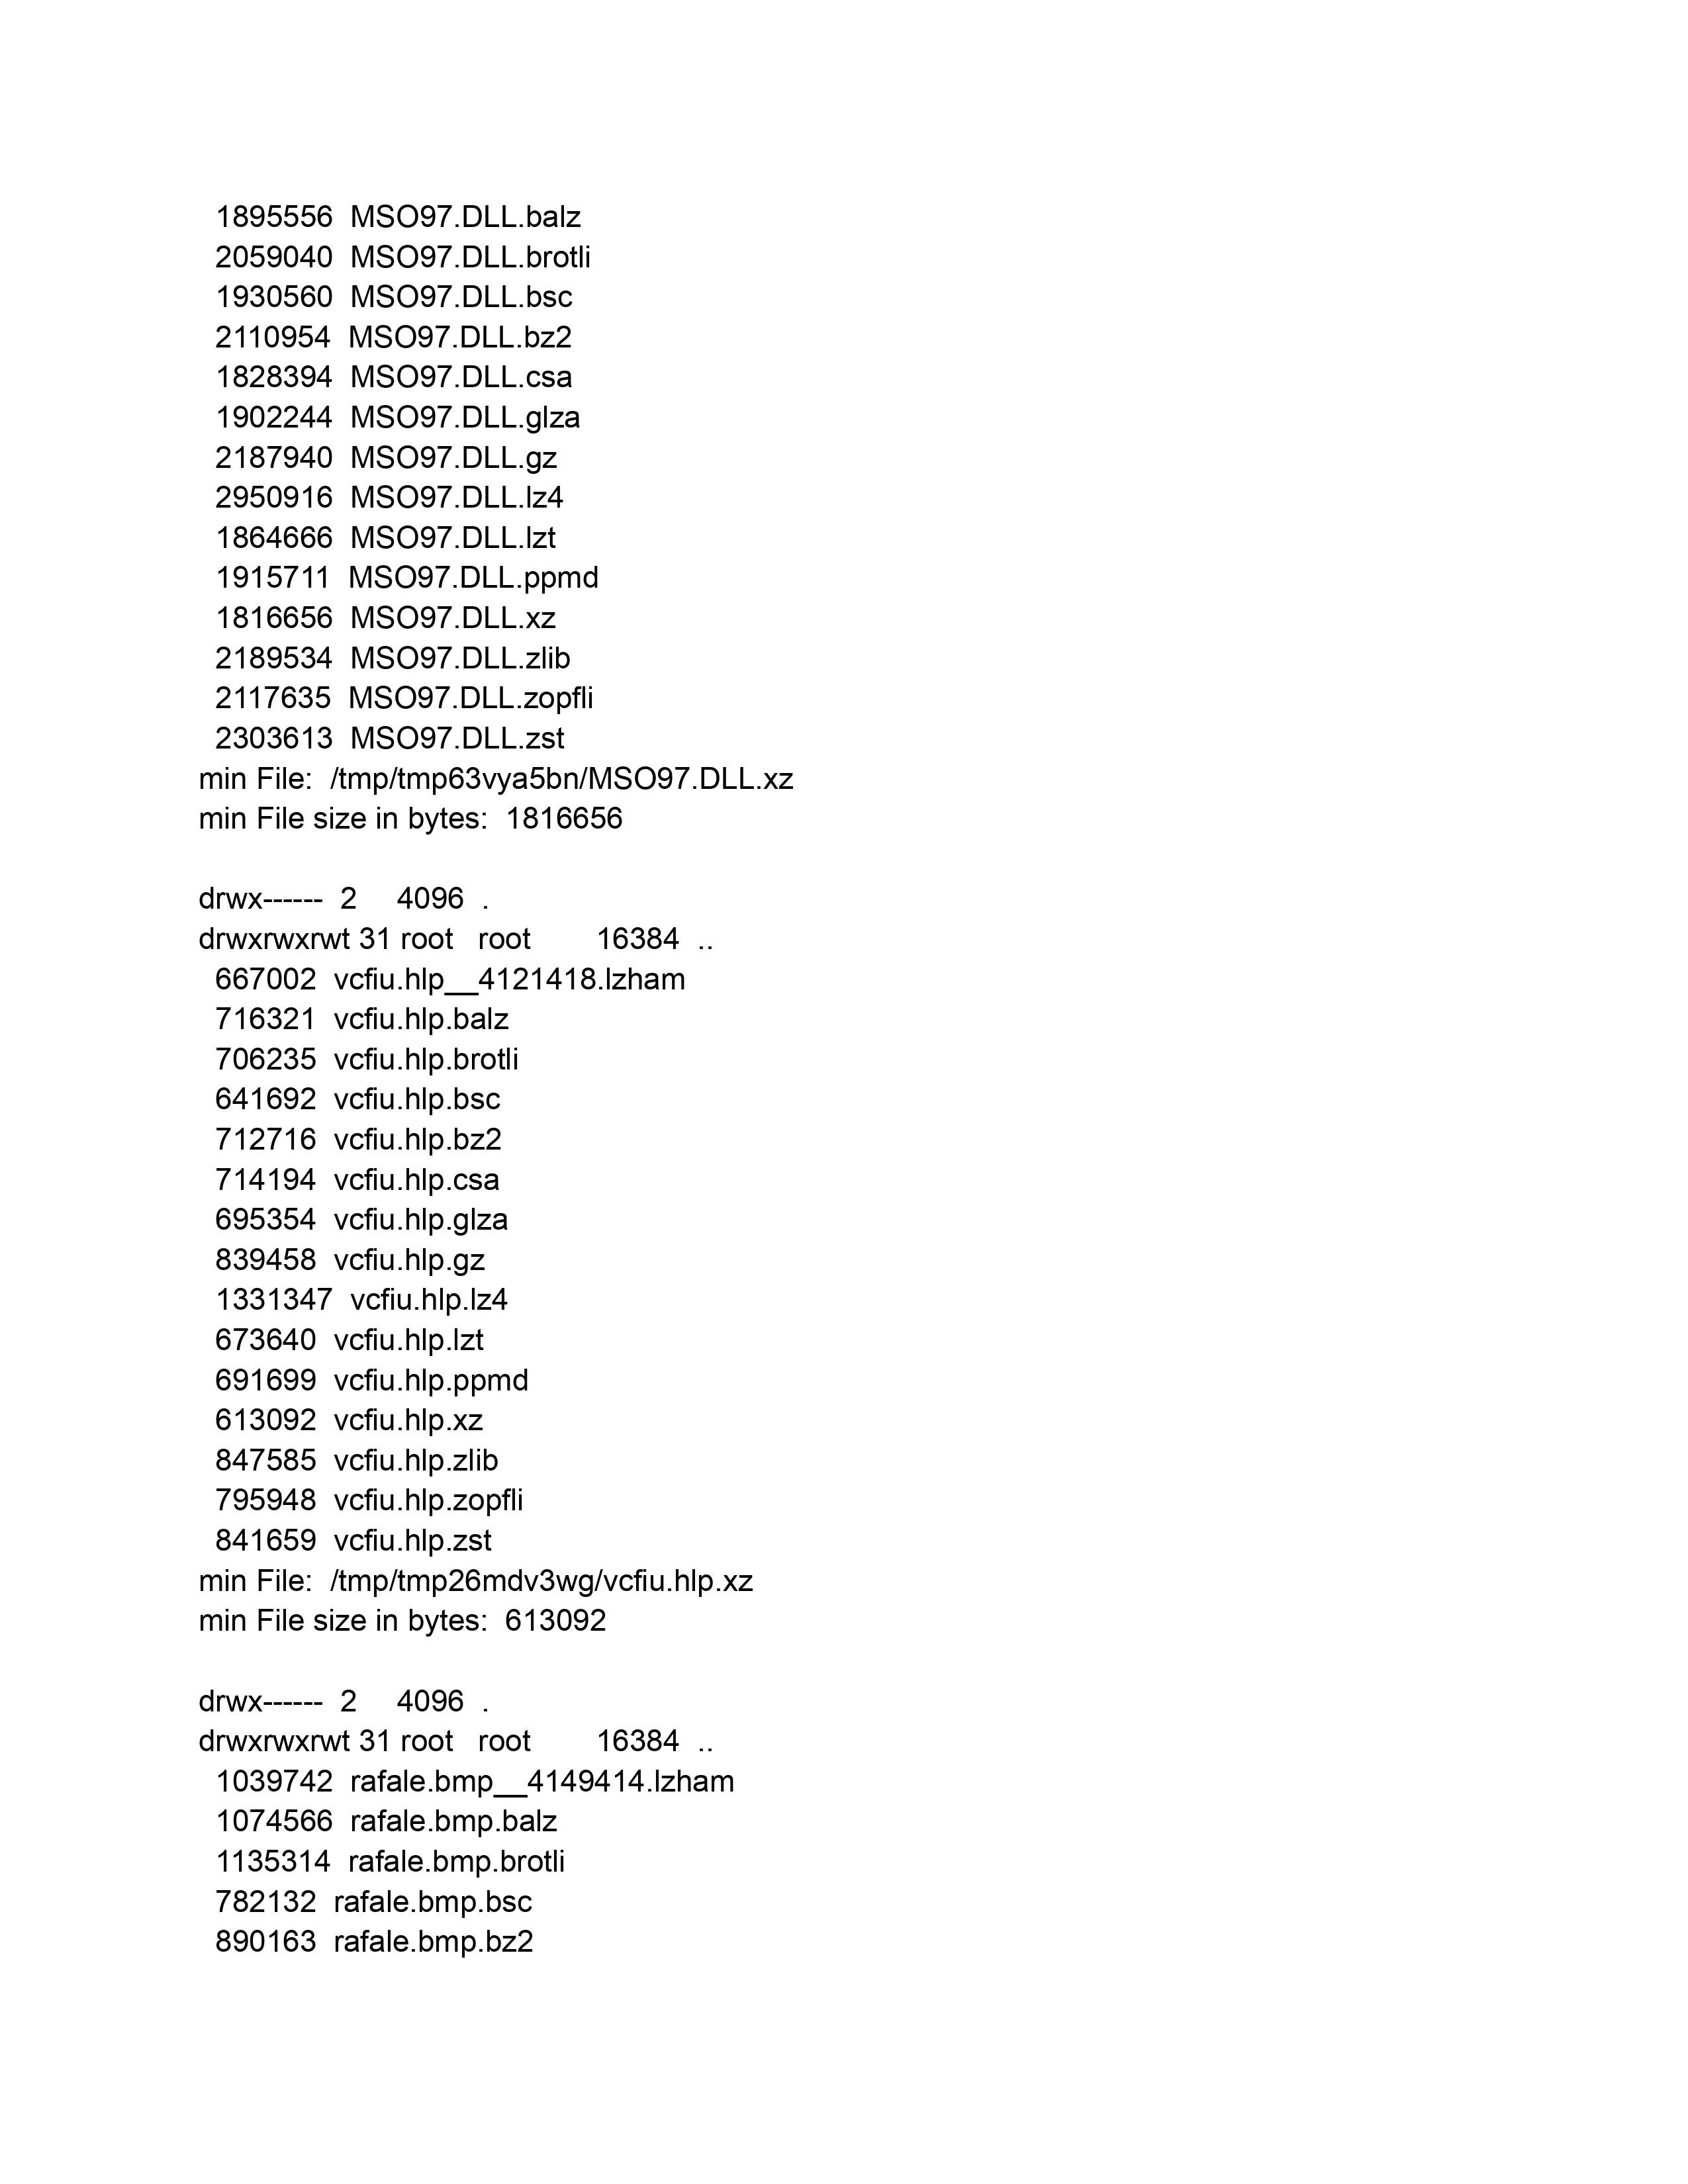 1895556  MSO97.DLL.balz
2059040  MSO97.DLL.brotli
1930560  MSO97.DLL.bsc
2110954  MSO97.DLL.bz2
1828394  MSO97.DLL.csa
1902244  MSO97.DLL.glza
2187940  MSO97.DLL.gz
2950916  MSO97.DLL.lz4
1864666  MSO97.DLL.lzt
1915711  MSO97.DLL.ppmd
1816656  MSO97.DLL.xz
2189534  MSO97.DLL.zlib
2117635  MSO97.DLL.zopfli
2303613  MSO97.DLL.zst
min File:  /tmp/tmp63vya5bn/MSO97.DLL.xz
min File size in bytes:  1816656

drwx------  2     4096  .
drwxrwxrwt 31 root   root        16384  ..
667002  vcfiu.hlp__4121418.lzham
716321  vcfiu.hlp.balz
706235  vcfiu.hlp.brotli
641692  vcfiu.hlp.bsc
712716  vcfiu.hlp.bz2
714194  vcfiu.hlp.csa
695354  vcfiu.hlp.glza
839458  vcfiu.hlp.gz
1331347  vcfiu.hlp.lz4
673640  vcfiu.hlp.lzt
691699  vcfiu.hlp.ppmd
613092  vcfiu.hlp.xz
847585  vcfiu.hlp.zlib
795948  vcfiu.hlp.zopfli
841659  vcfiu.hlp.zst
min File:  /tmp/tmp26mdv3wg/vcfiu.hlp.xz
min File size in bytes:  613092

drwx------  2     4096  .
drwxrwxrwt 31 root   root        16384  ..
1039742  rafale.bmp__4149414.lzham
1074566  rafale.bmp.balz
1135314  rafale.bmp.brotli
782132  rafale.bmp.bsc
890163  rafale.bmp.bz2